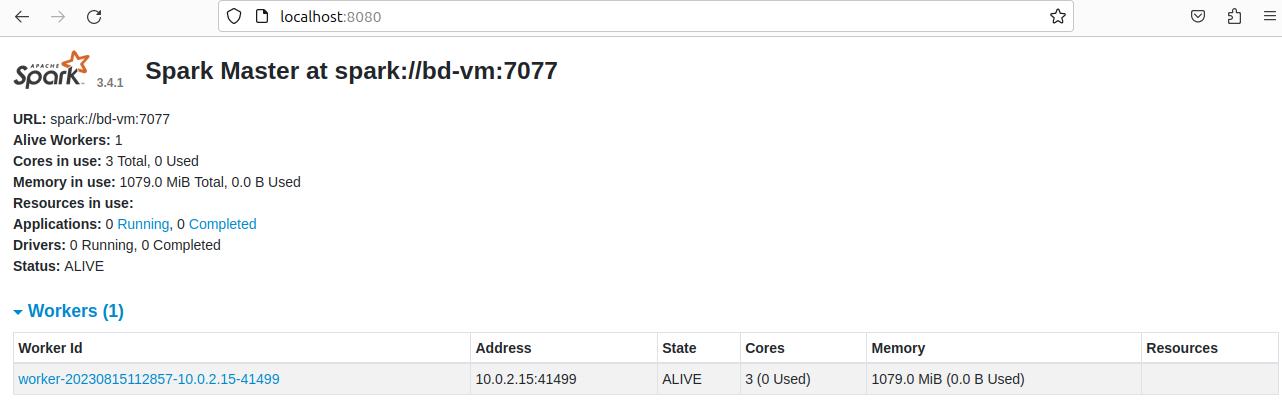 localhost:8080
APACHE
Spark 3.4.1 Spark Master at spark://bd-vm:7077
URL: spark://bd-vm:7077
Alive Workers: 1
Cores in use: 3 Total, 0 Used
Memory in use: 1079.0 MiB Total, 0.0 B Used
Resources in use:
Applications: 0 Running, 0 Completed
Drivers: 0 Running, 0 Completed
Status: ALIVE
Workers (1)
Worker Id Address State Cores Memory Resources
worker-20230815112857-10.0.2.15-41499 10.0.2.15:41499 ALIVE 3 (0 Used) 1079.0 MiB (0.0 B Used)